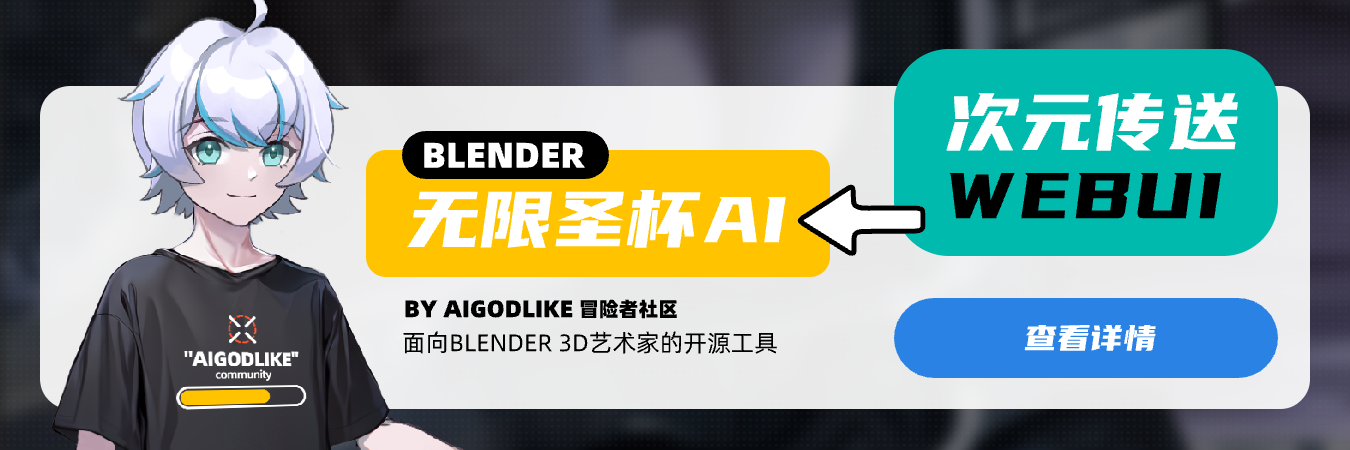 BLENDER
无限圣杯AI
BY AIGODLIKE 冒险者社区
面向BLENDER 3D艺术家的开源工具
次元传送
WEBUI
查看详情
"AIGODLIKE"
community